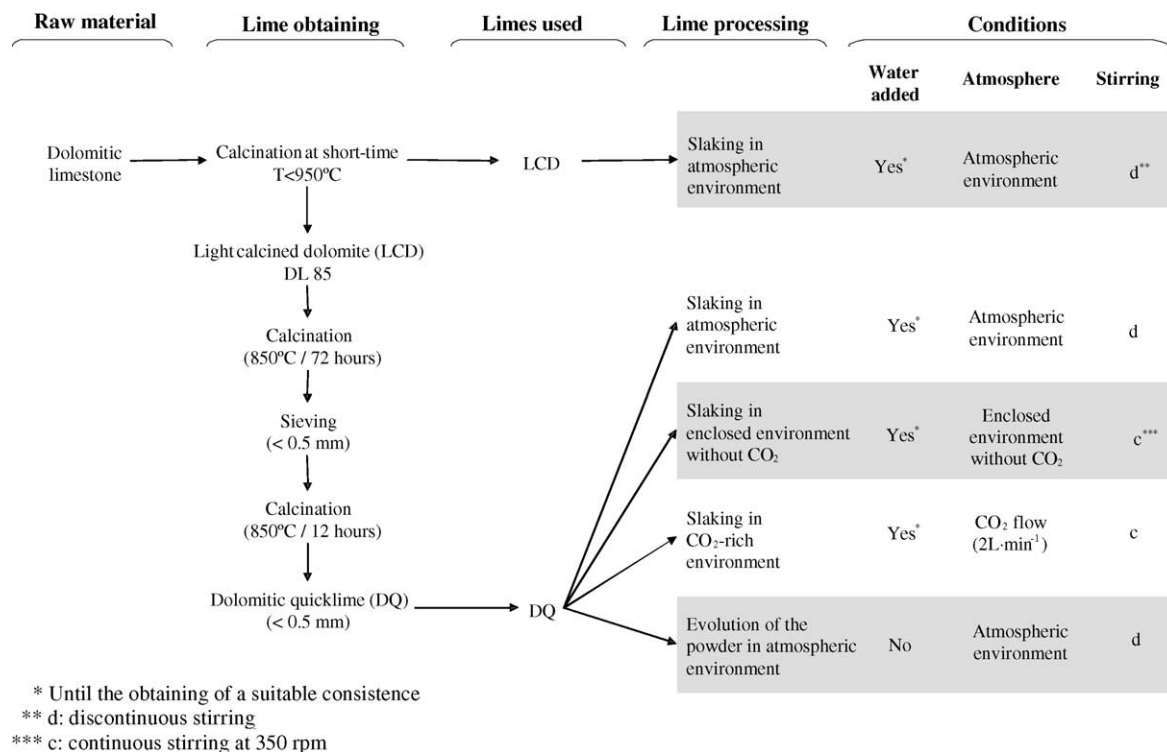 Raw material
Lime obtaining
Limes used
Lime processing
Conditions
Water
added
Atmosphere
Stirring
Dolomitic
limestone
Calcination at short-time
T<950ºC
LCD
Slaking in
atmospheric
environment
Yes*
Atmospheric
environment
d**
Light calcined dolomite (LCD)
DL 85
Calcination
(850ºC / 72 hours)
Sieving
(< 0.5 mm)
Calcination
(850ºC / 12 hours)
Dolomitic quicklime (DQ)
(< 0.5 mm)
DQ
Slaking in
atmospheric
environment
Yes*
Atmospheric
environment
d
Slaking in
enclosed environment
without CO₂
Yes*
Enclosed
environment
without CO₂
c***
Slaking in
CO₂-rich
environment
Yes*
CO₂ flow
(2L·min⁻¹)
c
Evolution of the
powder in atmospheric
environment
No
Atmospheric
environment
d
* Until the obtaining of a suitable consistence
** d: discontinuous stirring
*** c: continuous stirring at 350 rpm